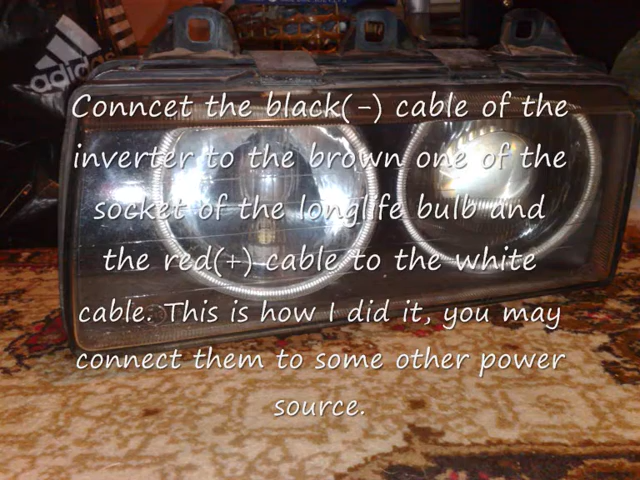 adidas
Conncet the black(-) cable of the
inverter to the brown one of the
socket of the longlife bulb and
the red(+) cable to the white
cable. This is how I did it, you may
connect them to some other power
source.